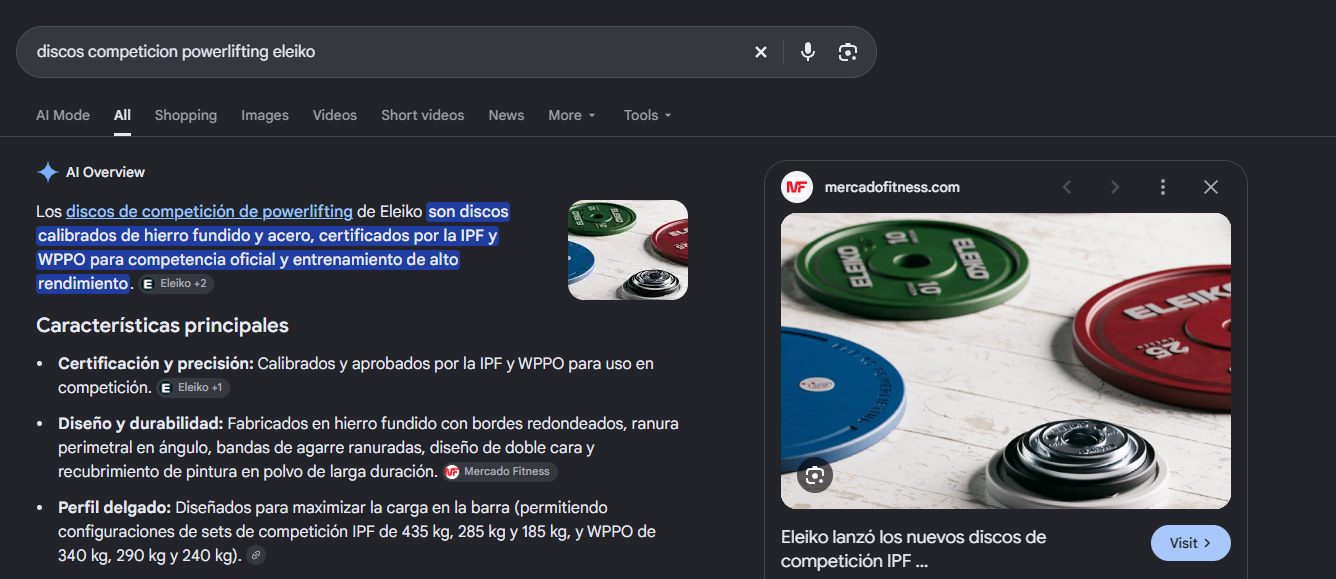 discos competicion powerlifting eleiko
AI Mode
All
Shopping
Images
Videos
Short videos
News
More
Tools
AI Overview
Los discos de competición de powerlifting de Eleiko son discos
calibrados de hierro fundido y acero, certificados por la IPF y
WPPO para competencia oficial y entrenamiento de alto
rendimiento.
E Eleiko +2
Características principales
• Certificación y precisión: Calibrados y aprobados por la IPF y WPPO para uso en
competición.
E Eleiko +1
• Diseño y durabilidad: Fabricados en hierro fundido con bordes redondeados, ranura
perimetral en ángulo, bandas de agarre ranuradas, diseño de doble cara y
recubrimiento de pintura en polvo de larga duración.
MF Mercado Fitness
• Perfil delgado: Diseñados para maximizar la carga en la barra (permitiendo
configuraciones de sets de competición IPF de 435 kg, 285 kg y 185 kg, y WPPO de
340 kg, 290 kg y 240 kg).
MF
mercadofitness.com
ELEIKO
10
ELEIKO
10
ELEIKO
25
POWERLIFTING
Eleiko lanzó los nuevos discos de
competición IPF ...
Visit